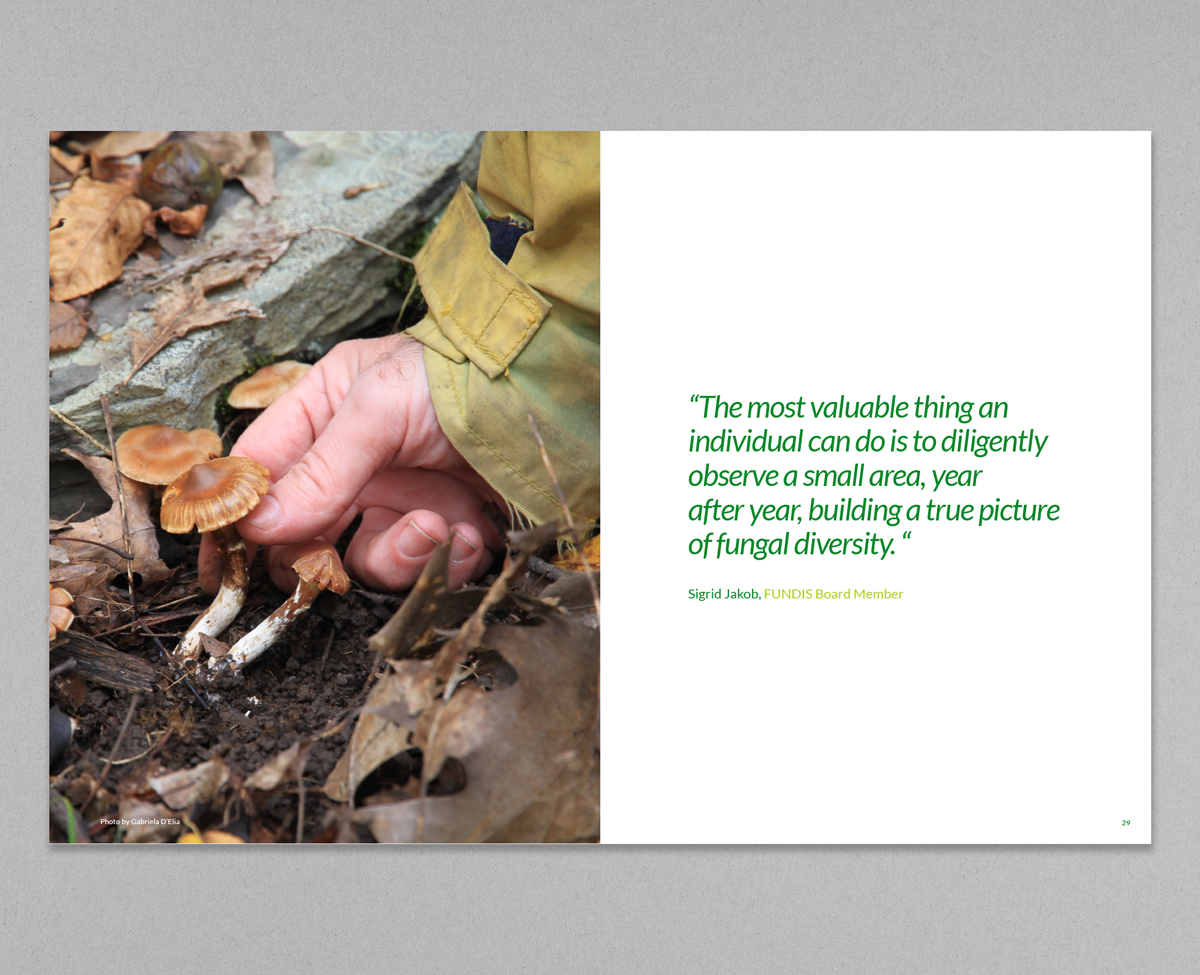 Photo by Gabriela D'Elia
“The most valuable thing an
individual can do is to diligently
observe a small area, year
after year, building a true picture
of fungal diversity. “
Sigrid Jakob, FUNDIS Board Member
29